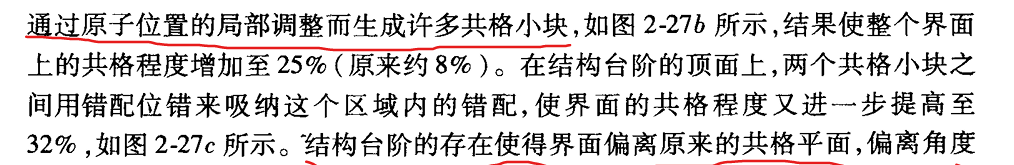 通过原子位置的局部调整而生成许多共格小块,如图 2-27b 所示,结果使整个界面
上的共格程度增加至 25%(原来约 8%)。在结构台阶的顶面上,两个共格小块之
间用错配位错来吸纳这个区域内的错配,使界面的共格程度又进一步提高至
32%,如图 2-27c 所示。结构台阶的存在使得界面偏离原来的共格平面,偏离角度